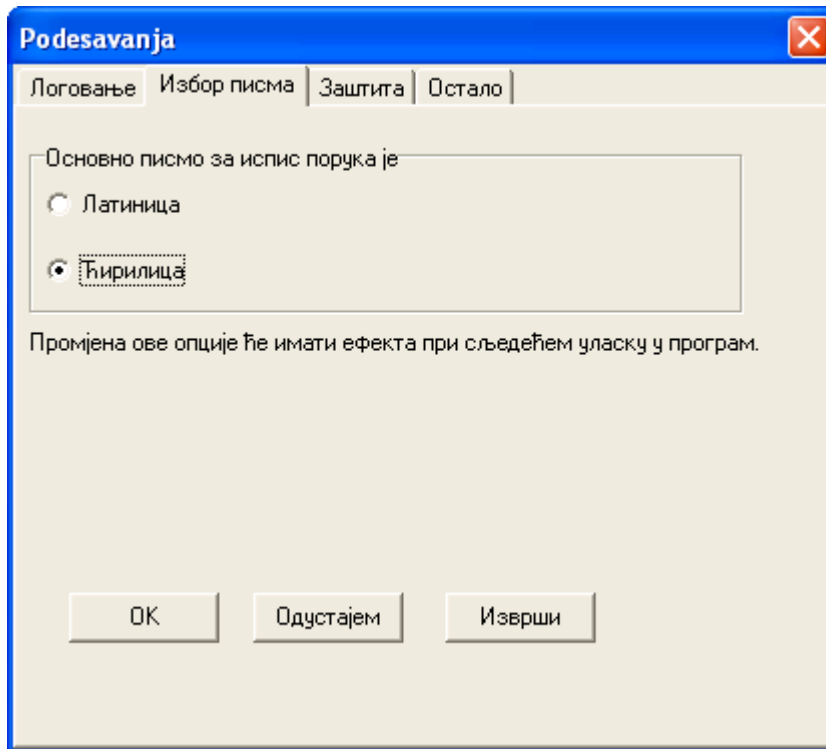 Podesavanja
Логовање Избор писма Заштита Остало
Основно писмо за испис порука је
Латиница
Ћирилица
Промјена ове опције ће имати ефекта при сљедећем уласку у програм.
OK Одустајем Изврши